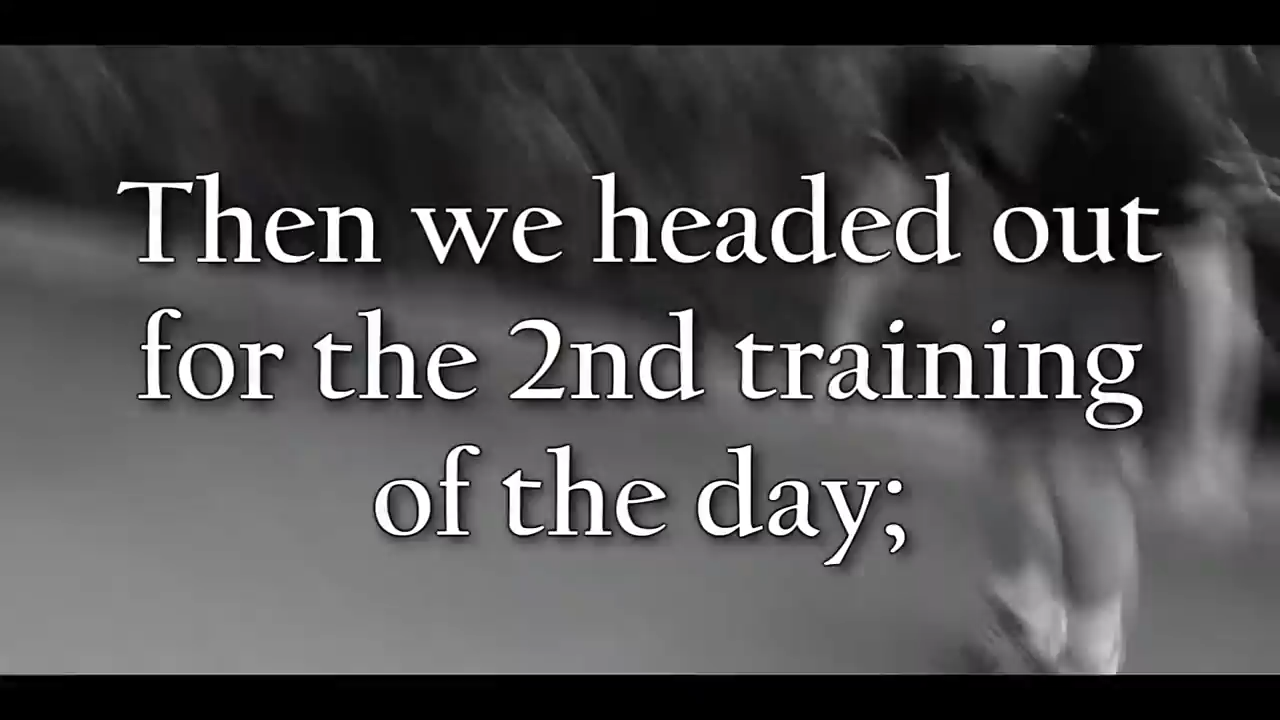 Then we headed out
for the 2nd training
of the day;